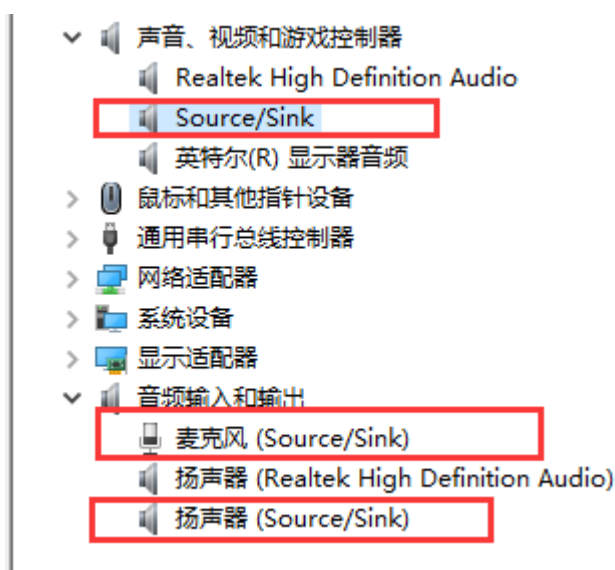 声音、视频和游戏控制器
Realtek High Definition Audio
Source/Sink
英特尔(R) 显示器音频
鼠标和其他指针设备
通用串行总线控制器
网络适配器
系统设备
显示适配器
音频输入和输出
麦克风 (Source/Sink)
扬声器 (Realtek High Definition Audio)
扬声器 (Source/Sink)